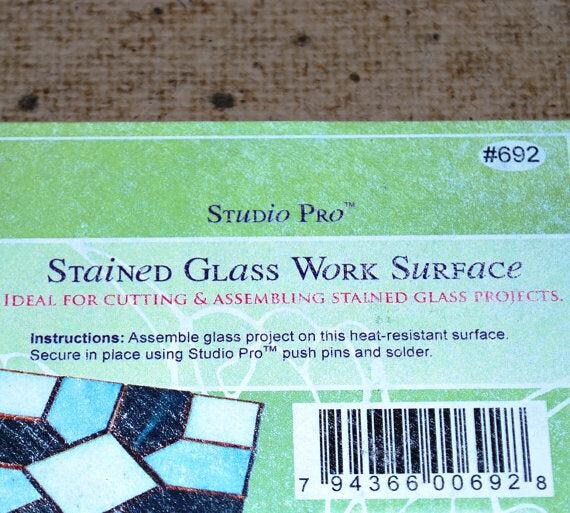 #692
Studio Pro™
Stained Glass Work Surface
IDEAL FOR CUTTING & ASSEMBLING STAINED GLASS PROJECTS.
Instructions: Assemble glass project on this heat-resistant surface.
Secure in place using Studio Pro™ push pins and solder.
7 94366 00692 8